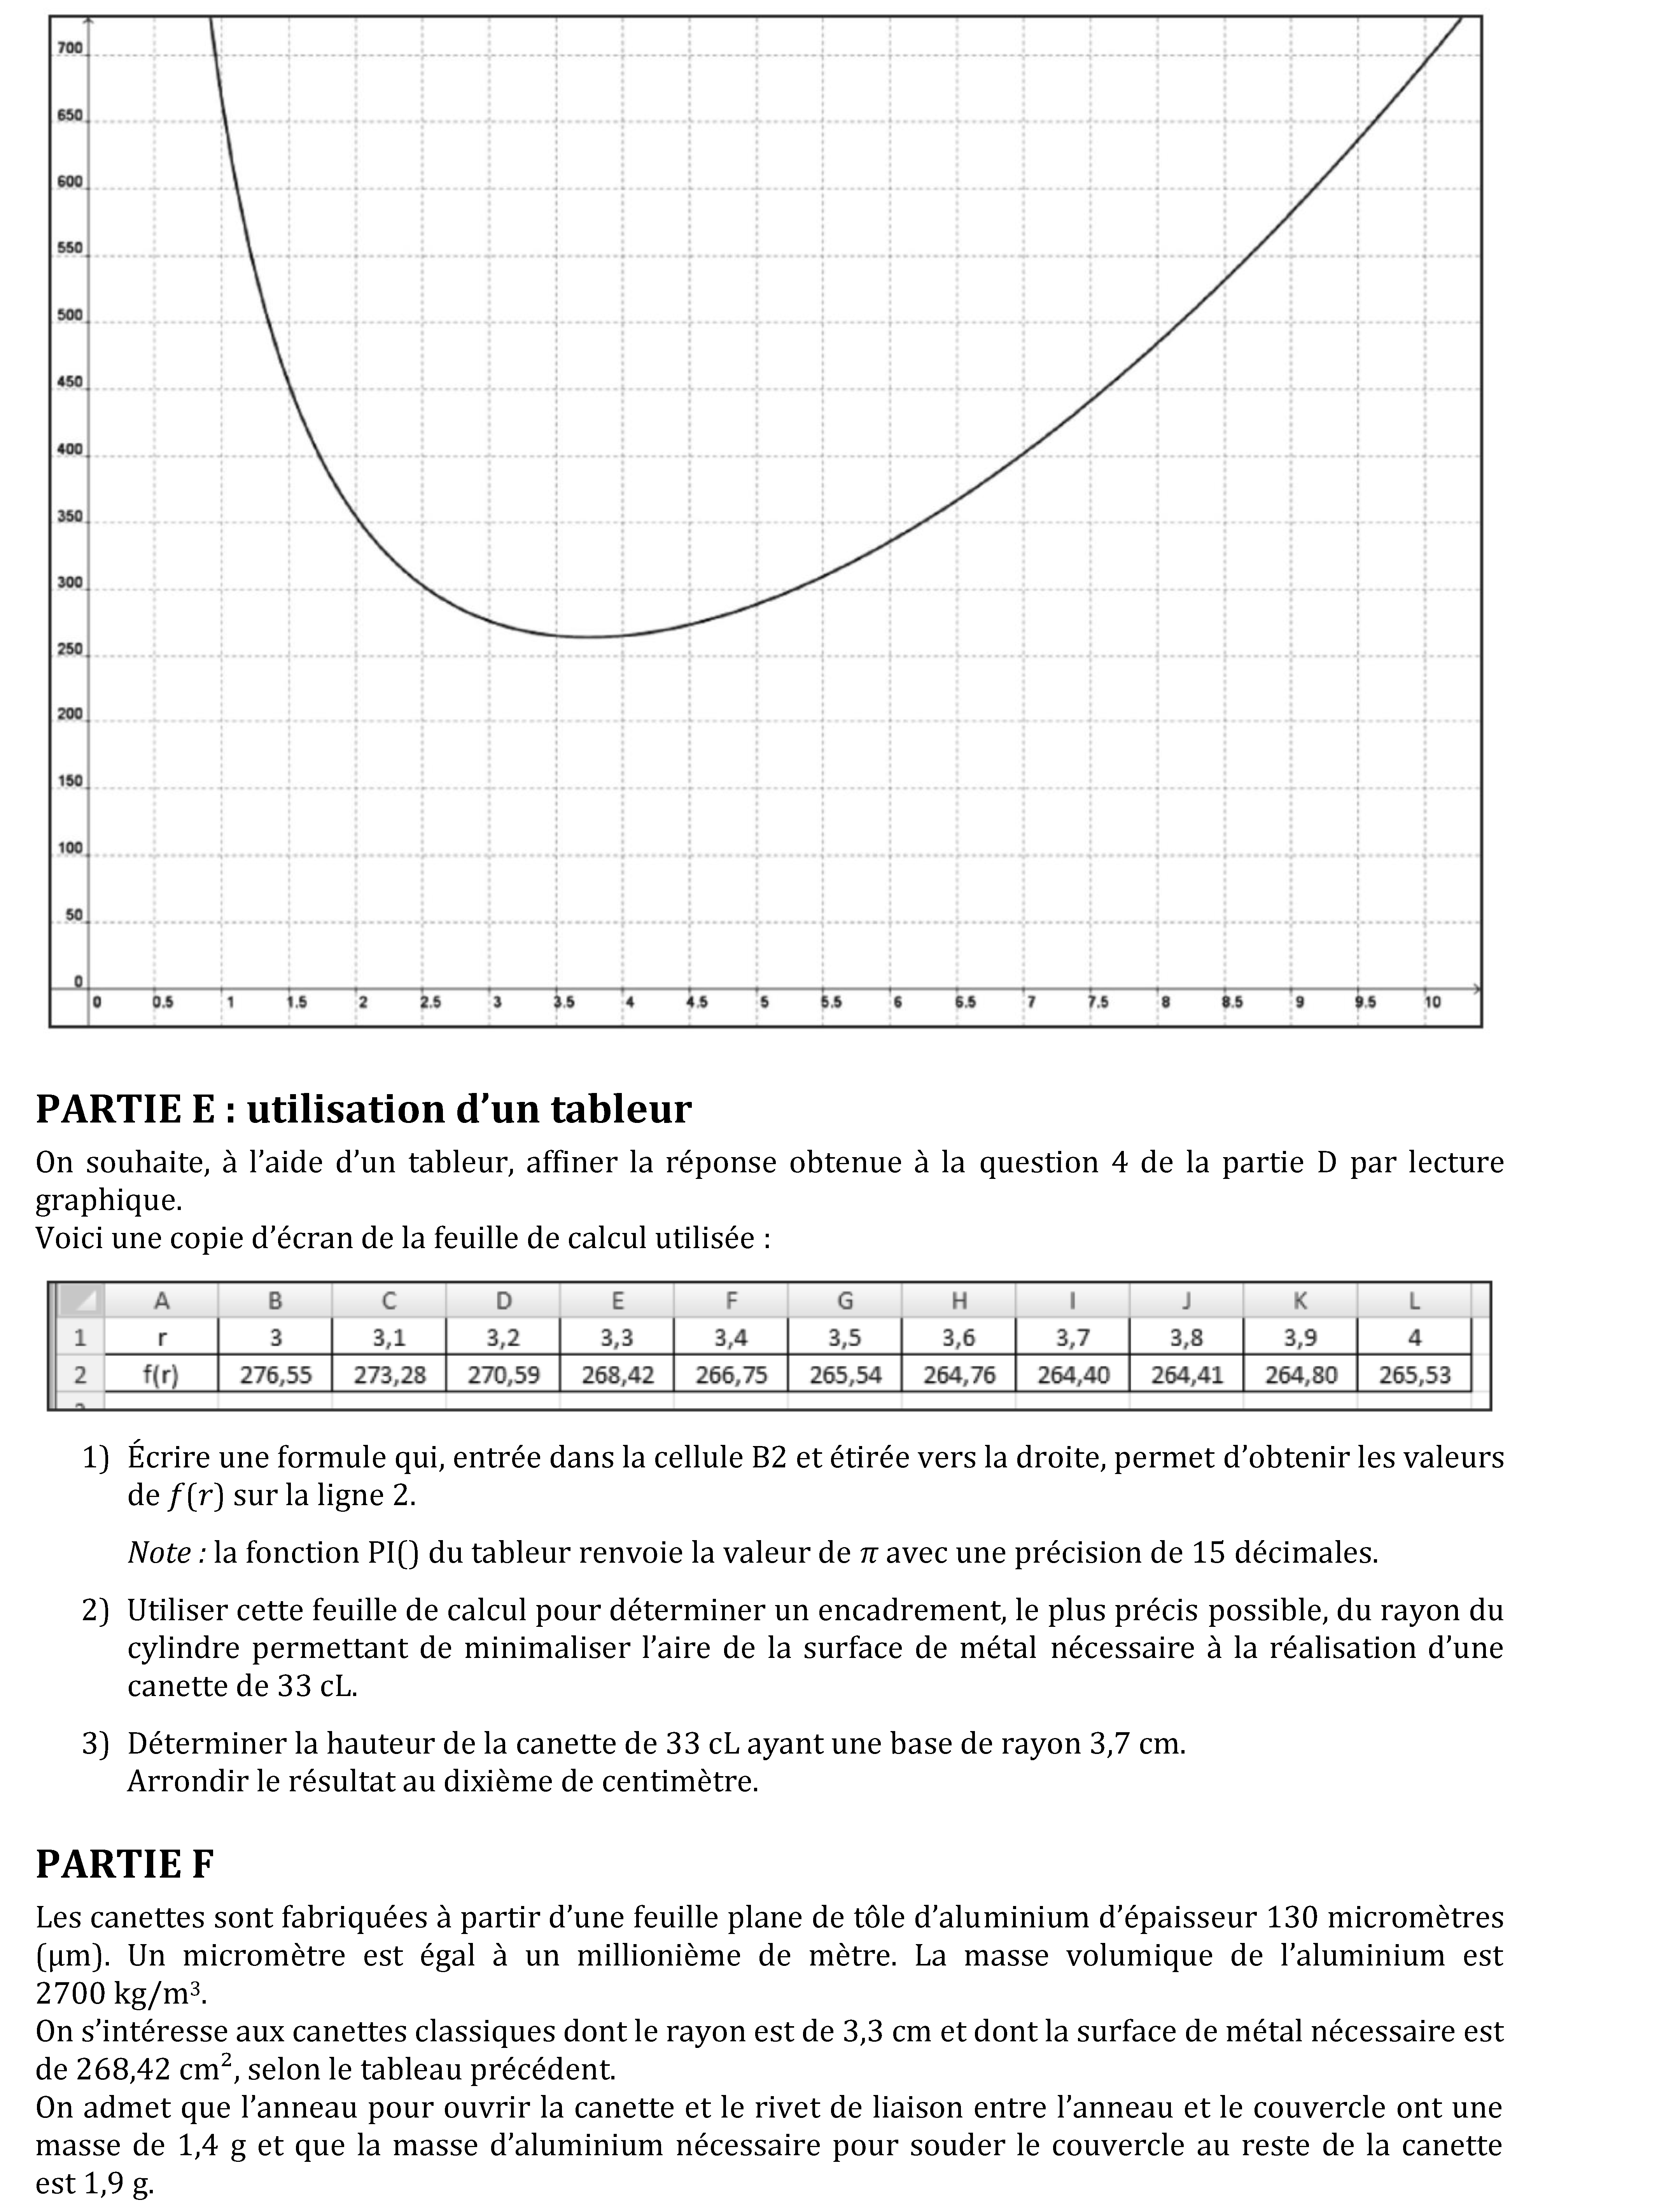 700
650
600
550
500
450
400
350
300
250
200
150
100
50
0
0 0.5 1 1.5 2 2.5 3 3.5 4 4.5 5 5.5 6 6.5 7 7.5 8 8.5 9 9.5 10
PARTIE E : utilisation d’un tableur
On souhaite, à l’aide d’un tableur, affiner la réponse obtenue à la question 4 de la partie D par lecture
graphique.
Voici une copie d’écran de la feuille de calcul utilisée :
A B C D E F G H I J K L
1 r 3 3,1 3,2 3,3 3,4 3,5 3,6 3,7 3,8 3,9 4
2 f(r) 276,55 273,28 270,59 268,42 266,75 265,54 264,76 264,40 264,41 264,80 265,53
1) Écrire une formule qui, entrée dans la cellule B2 et étirée vers la droite, permet d’obtenir les valeurs
de f(r) sur la ligne 2.
Note : la fonction PI() du tableur renvoie la valeur de π avec une précision de 15 décimales.
2) Utiliser cette feuille de calcul pour déterminer un encadrement, le plus précis possible, du rayon du
cylindre permettant de minimaliser l’aire de la surface de métal nécessaire à la réalisation d’une
canette de 33 cL.
3) Déterminer la hauteur de la canette de 33 cL ayant une base de rayon 3,7 cm.
Arrondir le résultat au dixième de centimètre.
PARTIE F
Les canettes sont fabriquées à partir d’une feuille plane de tôle d’aluminium d’épaisseur 130 micromètres
(µm). Un micromètre est égal à un millionième de mètre. La masse volumique de l’aluminium est
2700 kg/m³.
On s’intéresse aux canettes classiques dont le rayon est de 3,3 cm et dont la surface de métal nécessaire est
de 268,42 cm², selon le tableau précédent.
On admet que l’anneau pour ouvrir la canette et le rivet de liaison entre l’anneau et le couvercle ont une
masse de 1,4 g et que la masse d’aluminium nécessaire pour souder le couvercle au reste de la canette
est 1,9 g.